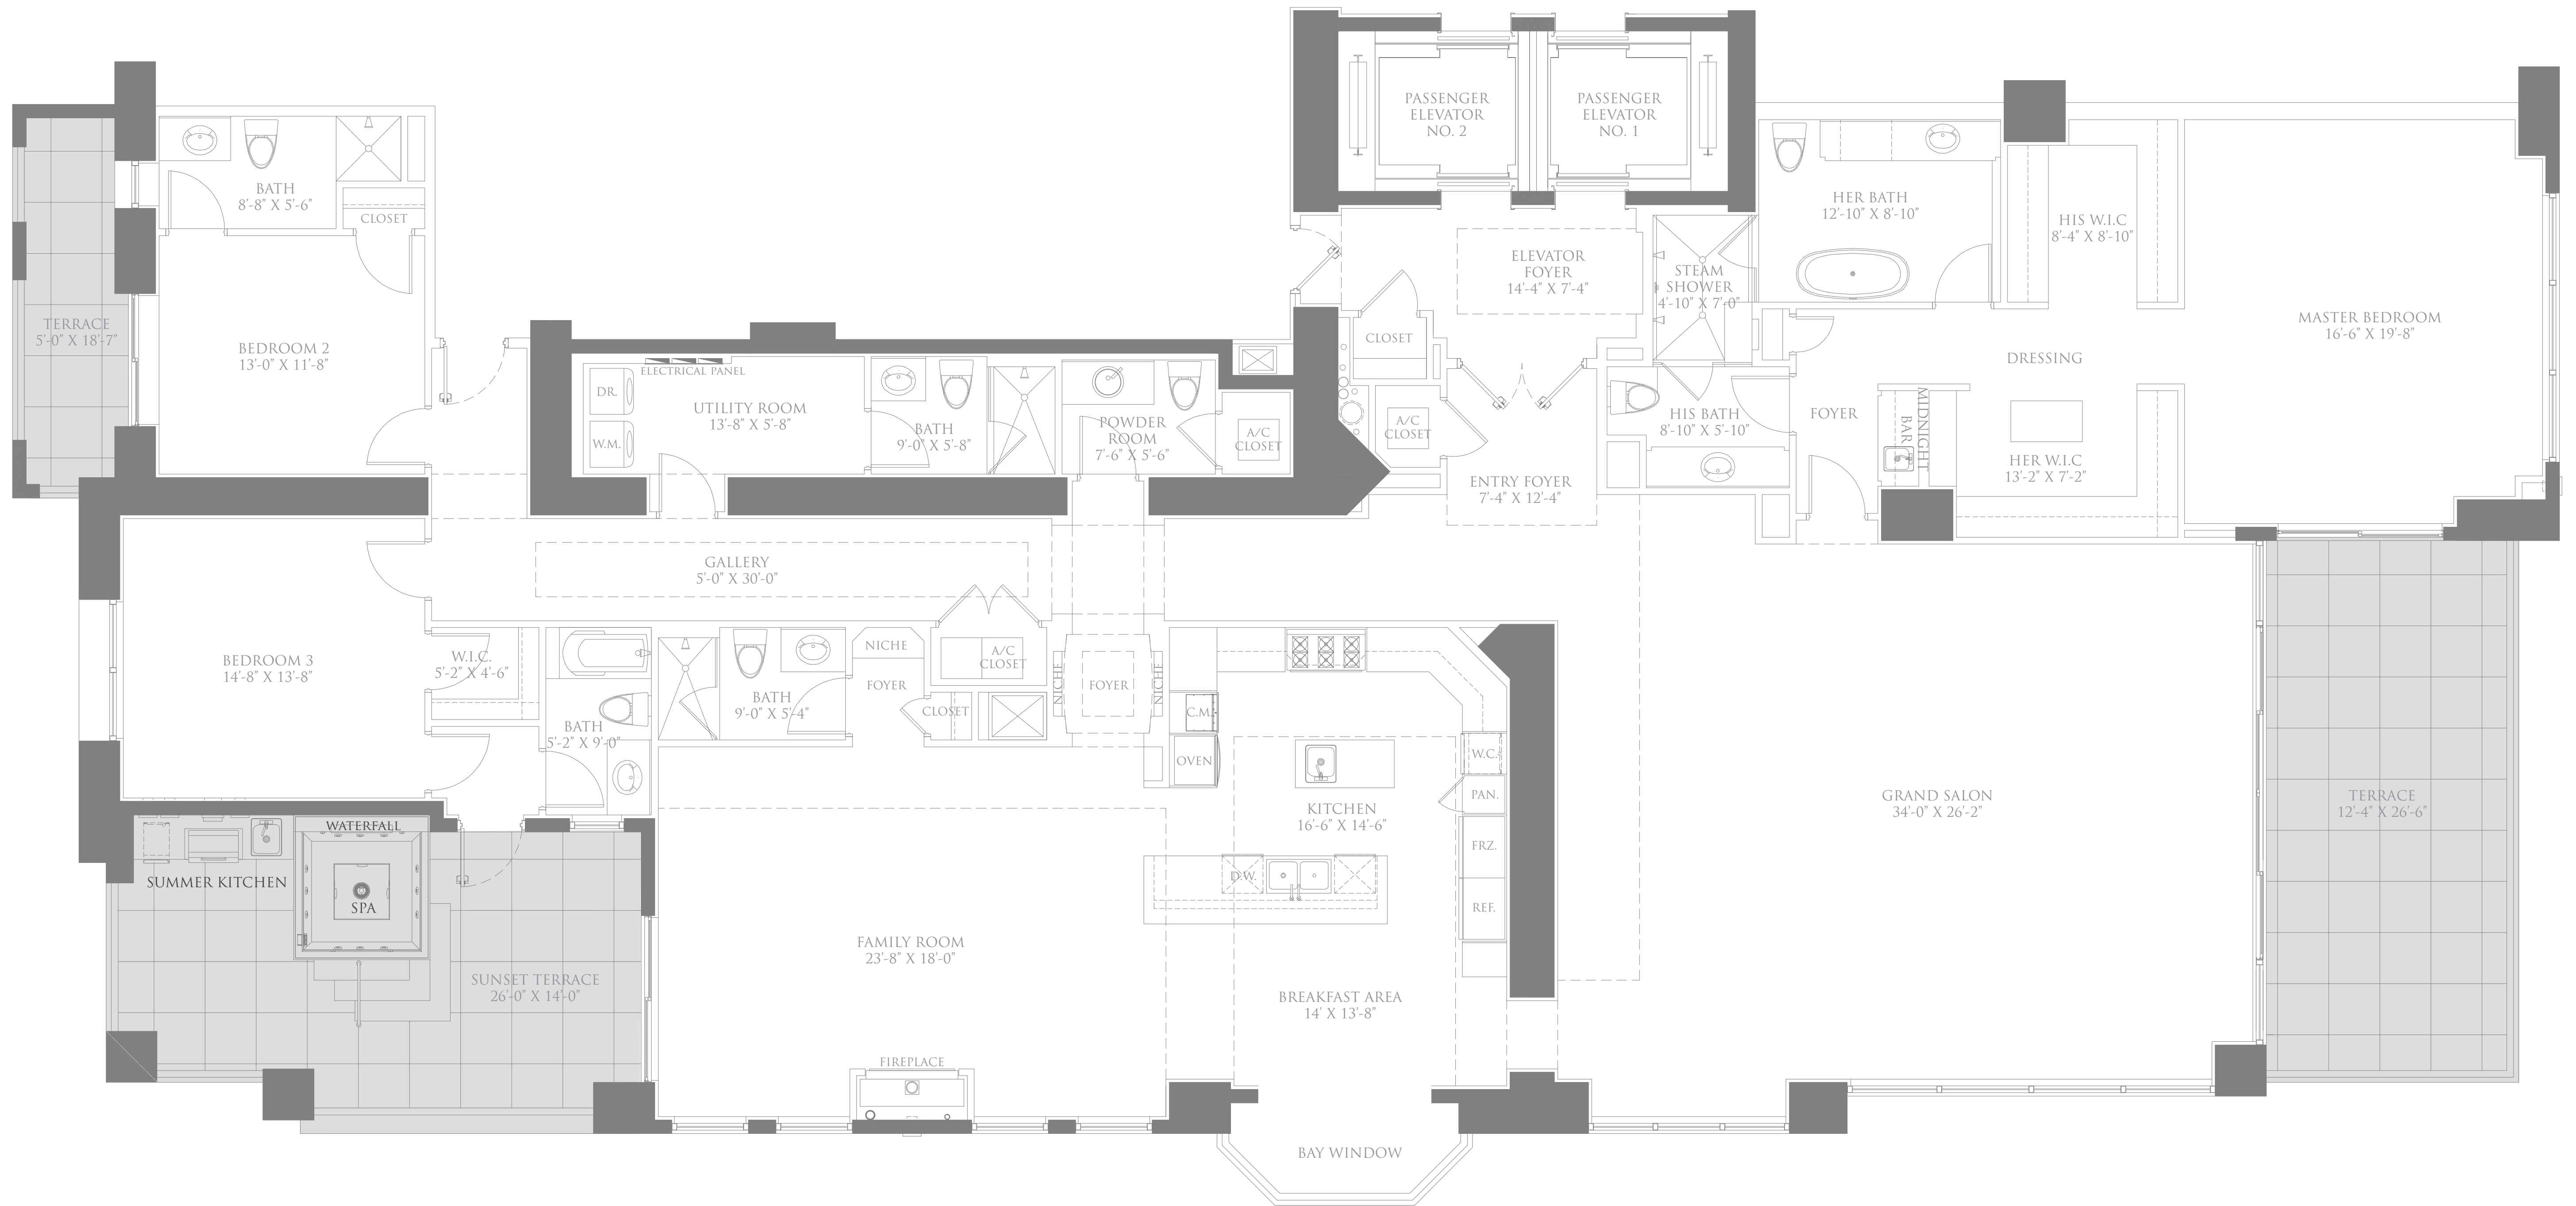 PASSENGER
ELEVATOR
NO. 2
PASSENGER
ELEVATOR
NO. 1
BATH
8'-8" X 5'-6"
CLOSET
HER BATH
12'-10" X 8'-10"
HIS W.I.C
8'-4" X 8'-10"
ELEVATOR
FOYER
14'-4" X 7'-4"
STEAM
SHOWER
4'-10" X 7'-0"
TERRACE
5'-0" X 18'-7"
BEDROOM 2
13'-0" X 11'-8"
CLOSET
DRESSING
MASTER BEDROOM
16'-6" X 19'-8"
ELECTRICAL PANEL
DR.
W.M.
UTILITY ROOM
13'-8" X 5'-8"
BATH
9'-0" X 5'-8"
POWDER
ROOM
7'-6" X 5'-6"
A/C
CLOSET
A/C
CLOSET
HIS BATH
8'-10" X 5'-10"
FOYER
MIDNIGHT
BAR
HER W.I.C
13'-2" X 7'-2"
ENTRY FOYER
7'-4" X 12'-4"
GALLERY
5'-0" X 30'-0"
BEDROOM 3
14'-8" X 13'-8"
W.I.C.
5'-2" X 4'-6"
BATH
5'-2" X 9'-0"
BATH
9'-0" X 5'-4"
NICHE
FOYER
CLOSET
A/C
CLOSET
NICHE
FOYER
NICHE
C.M.
OVEN
W.C.
PAN.
FRZ.
REF.
KITCHEN
16'-6" X 14'-6"
D.W.
GRAND SALON
34'-0" X 26'-2"
TERRACE
12'-4" X 26'-6"
WATERFALL
SUMMER KITCHEN
SPA
SUNSET TERRACE
26'-0" X 14'-0"
FAMILY ROOM
23'-8" X 18'-0"
BREAKFAST AREA
14' X 13'-8"
FIREPLACE
BAY WINDOW